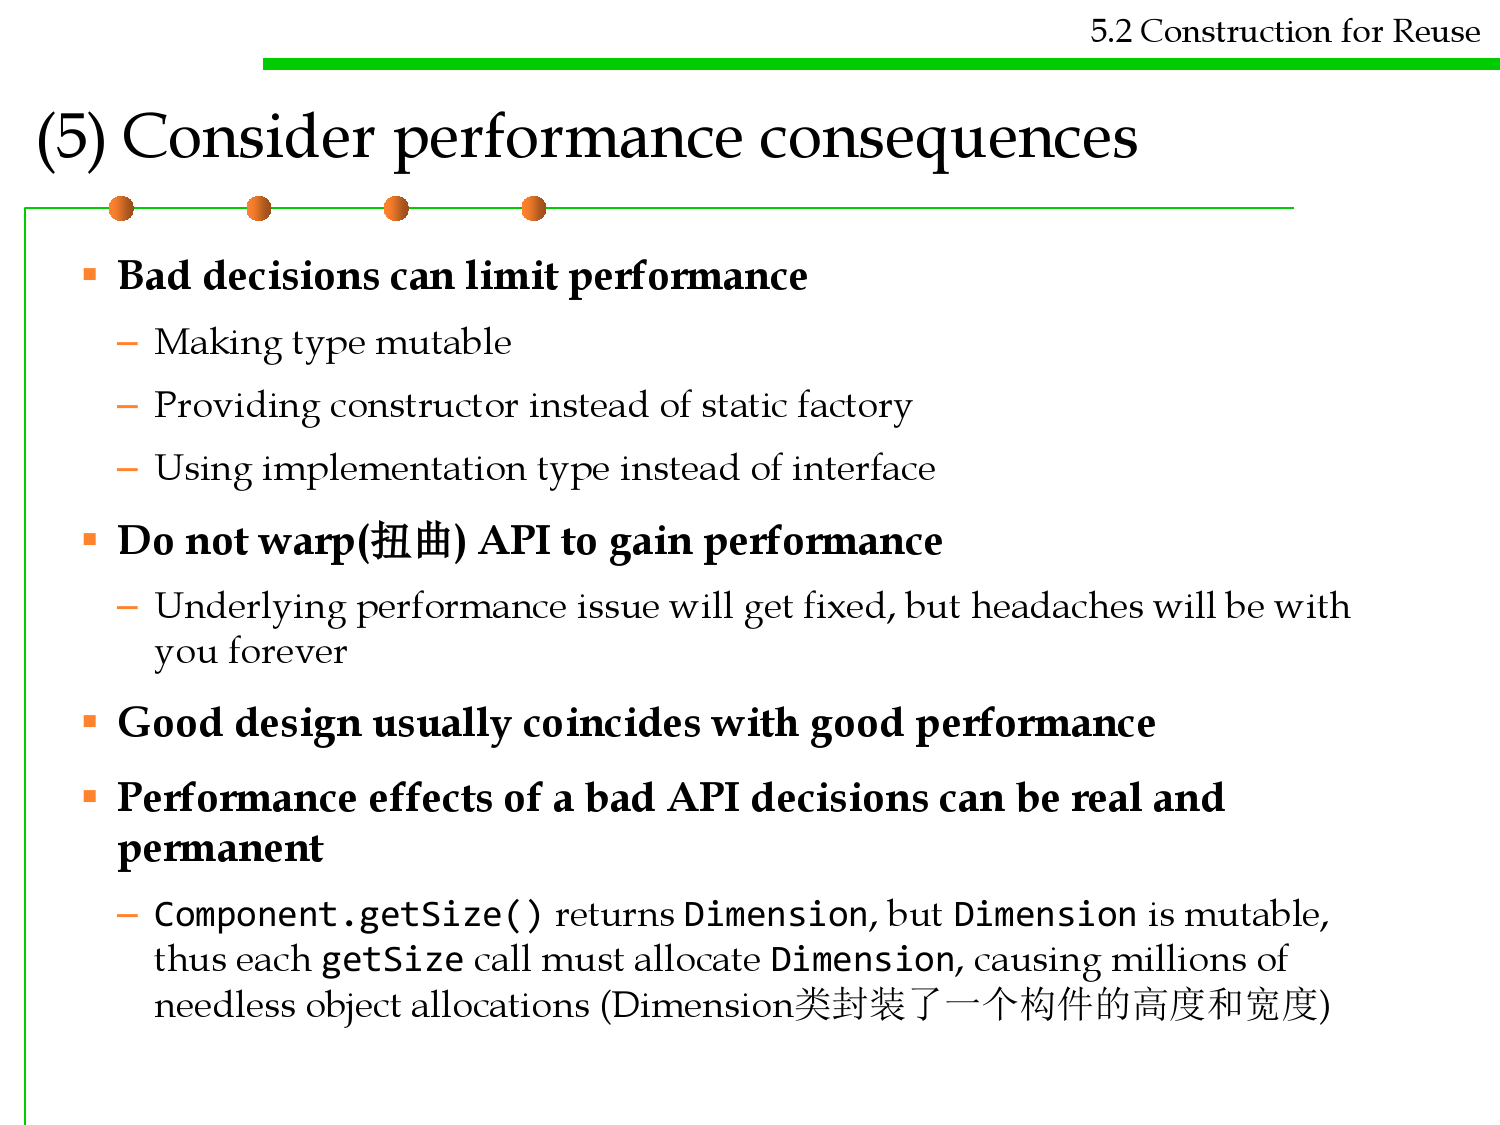 5.2 Construction for Reuse
(5) Consider performance consequences
▪ Bad decisions can limit performance
– Making type mutable
– Providing constructor instead of static factory
– Using implementation type instead of interface
▪ Do not warp(扭曲) API to gain performance
– Underlying performance issue will get fixed, but headaches will be with
you forever
▪ Good design usually coincides with good performance
▪ Performance effects of a bad API decisions can be real and
permanent
– Component.getSize() returns Dimension, but Dimension is mutable,
thus each getSize call must allocate Dimension, causing millions of
needless object allocations (Dimension类封装了一个构件的高度和宽度)